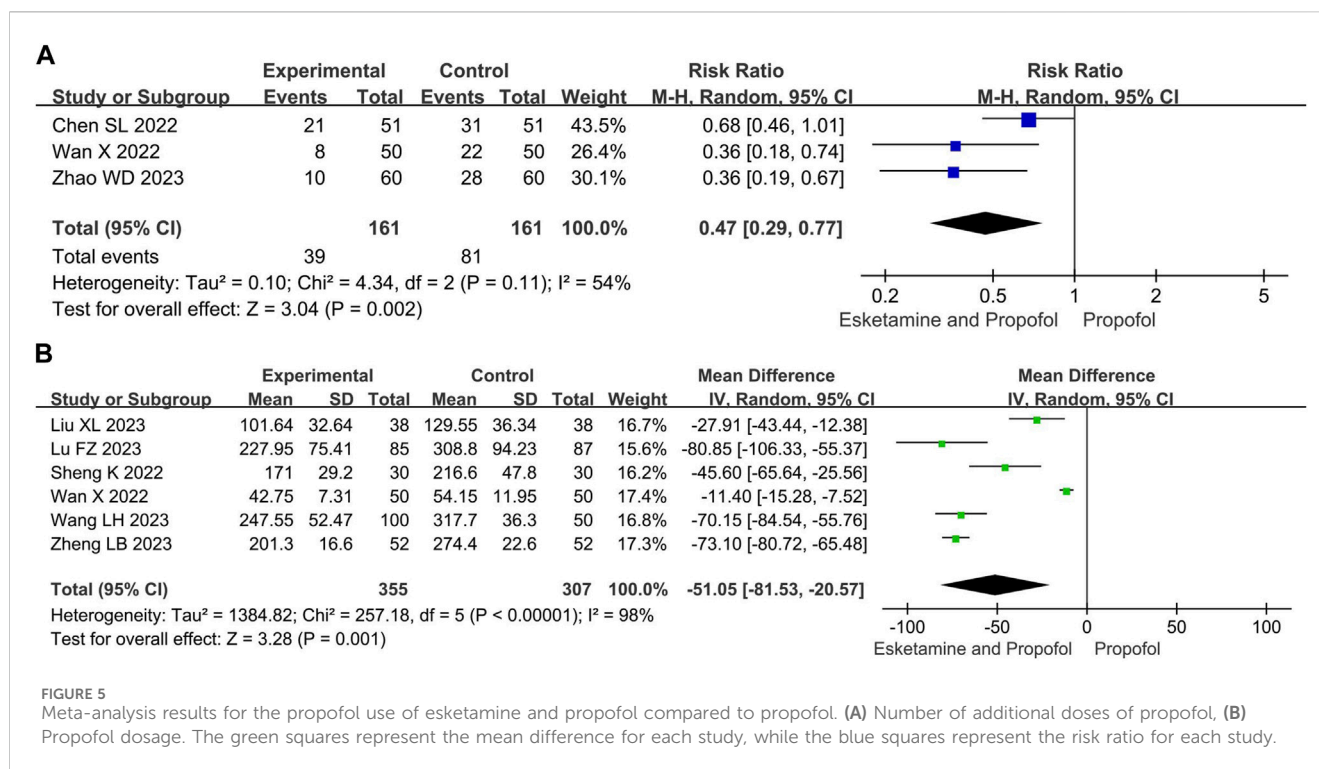 A
Experimental Control Risk Ratio Risk Ratio
Study or Subgroup Events Total Events Total Weight M-H, Random, 95% CI M-H, Random, 95% CI
Chen SL 2022 21 51 31 51 43.5% 0.68 [0.46, 1.01]
Wan X 2022 8 50 22 50 26.4% 0.36 [0.18, 0.74]
Zhao WD 2023 10 60 28 60 30.1% 0.36 [0.19, 0.67]
Total (95% CI) 161 161 100.0% 0.47 [0.29, 0.77]
Total events 39 81
Heterogeneity: Tau² = 0.10; Chi² = 4.34, df = 2 (P = 0.11); I² = 54%
Test for overall effect: Z = 3.04 (P = 0.002)
0.2 0.5 1 2 5
Esketamine and Propofol Propofol
B
Experimental Control Mean Difference Mean Difference
Study or Subgroup Mean SD Total Mean SD Total Weight IV, Random, 95% CI IV, Random, 95% CI
Liu XL 2023 101.64 32.64 38 129.55 36.34 38 16.7% -27.91 [-43.44, -12.38]
Lu FZ 2023 227.95 75.41 85 308.8 94.23 87 15.6% -80.85 [-106.33, -55.37]
Sheng K 2022 171 29.2 30 216.6 47.8 30 16.2% -45.60 [-65.64, -25.56]
Wan X 2022 42.75 7.31 50 54.15 11.95 50 17.4% -11.40 [-15.28, -7.52]
Wang LH 2023 247.55 52.47 100 317.7 36.3 50 16.8% -70.15 [-84.54, -55.76]
Zheng LB 2023 201.3 16.6 52 274.4 22.6 52 17.3% -73.10 [-80.72, -65.48]
Total (95% CI) 355 307 100.0% -51.05 [-81.53, -20.57]
Heterogeneity: Tau² = 1384.82; Chi² = 257.18, df = 5 (P < 0.00001); I² = 98%
Test for overall effect: Z = 3.28 (P = 0.001)
-100 -50 0 50 100
Esketamine and Propofol Propofol
FIGURE 5
Meta-analysis results for the propofol use of esketamine and propofol compared to propofol. (A) Number of additional doses of propofol, (B)
Propofol dosage. The green squares represent the mean difference for each study, while the blue squares represent the risk ratio for each study.